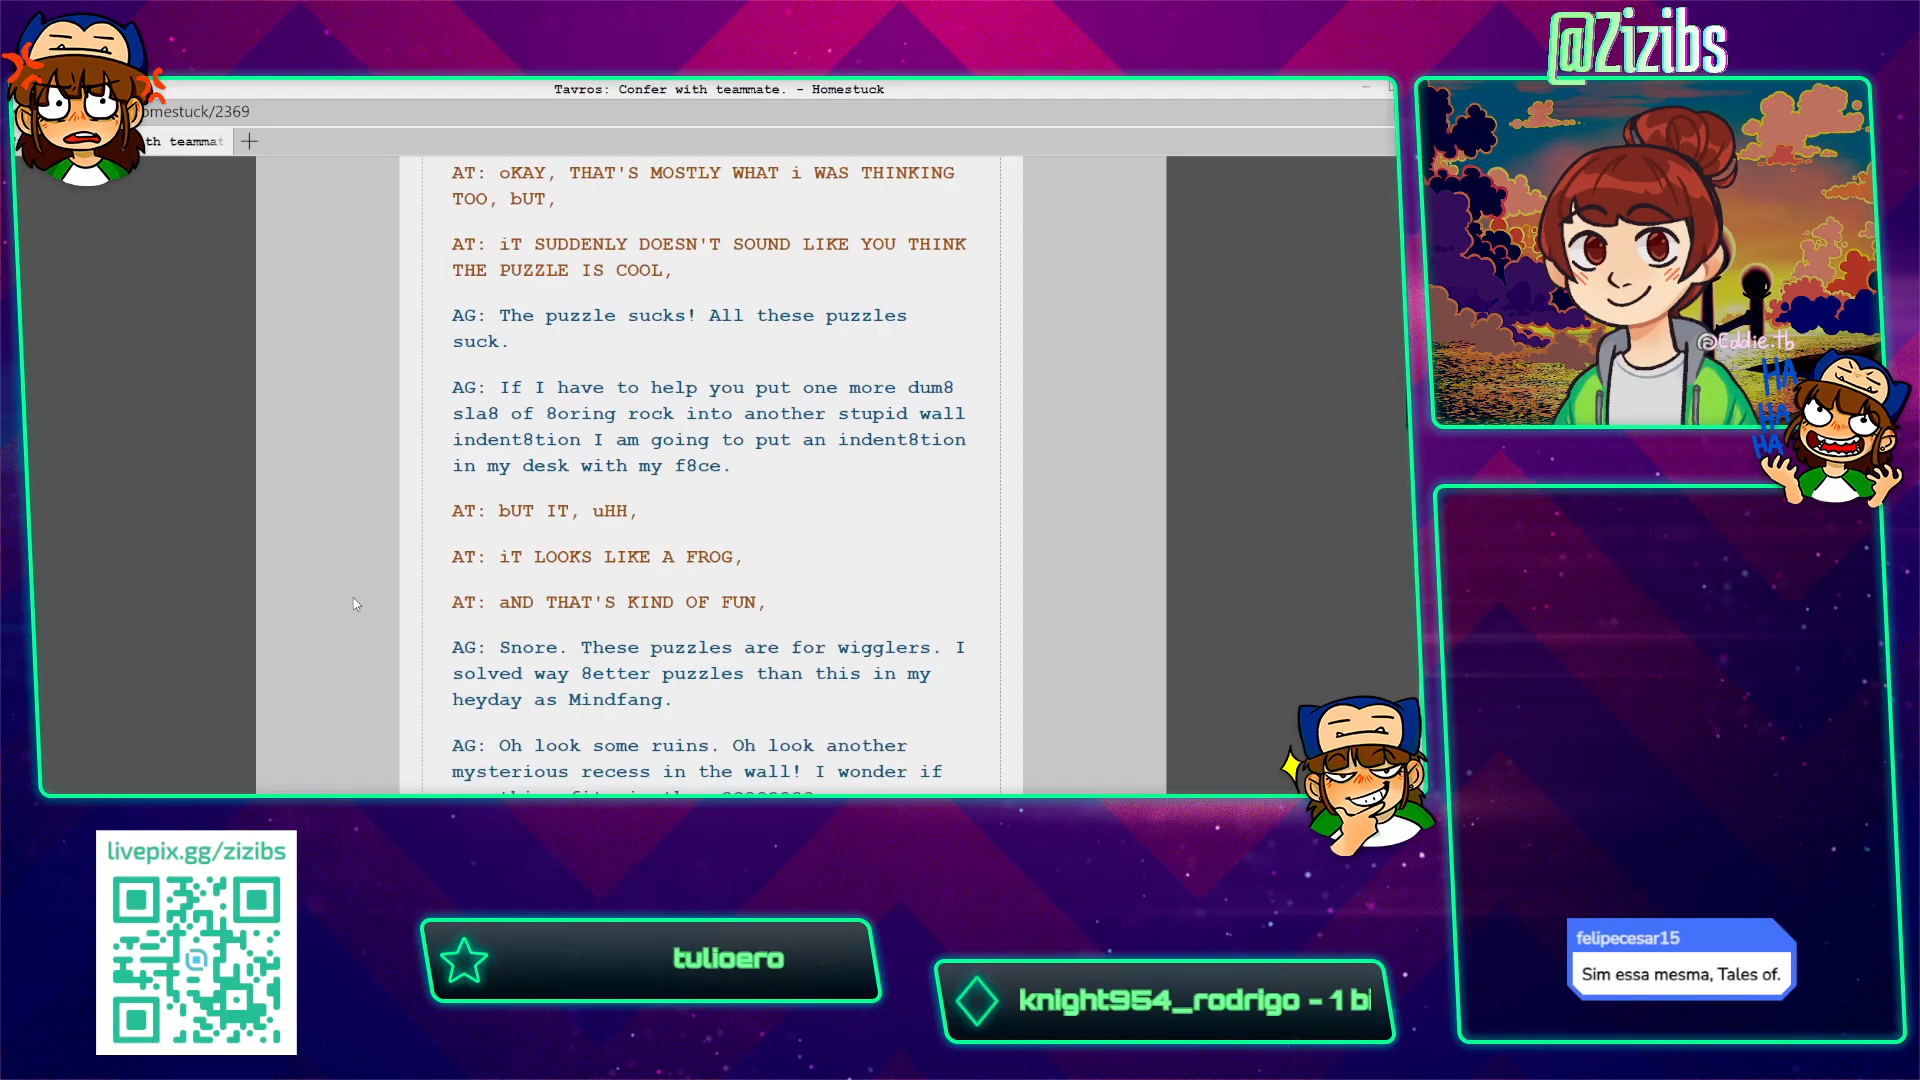 @Zizibs
Tavros: Confer with teammate. - Homestuck
omestuck/2369
th teammat
AT: oKAY, THAT'S MOSTLY WHAT i WAS THINKING
TOO, bUT,
AT: iT SUDDENLY DOESN'T SOUND LIKE YOU THINK
THE PUZZLE IS COOL,
AG: The puzzle sucks! All these puzzles
suck.
AG: If I have to help you put one more dum8
sla8 of 8oring rock into another stupid wall
indent8tion I am going to put an indent8tion
in my desk with my f8ce.
AT: bUT IT, uHH,
AT: iT LOOKS LIKE A FROG,
AT: aND THAT'S KIND OF FUN,
AG: Snore. These puzzles are for wigglers. I
solved way 8etter puzzles than this in my
heyday as Mindfang.
AG: Oh look some ruins. Oh look another
mysterious recess in the wall! I wonder if
@Eddie.tb
HA
HA
HA
livepix.gg/zizibs
tulioero
knight954_rodrigo - 1 bi
felipecesar15
Sim essa mesma, Tales of.